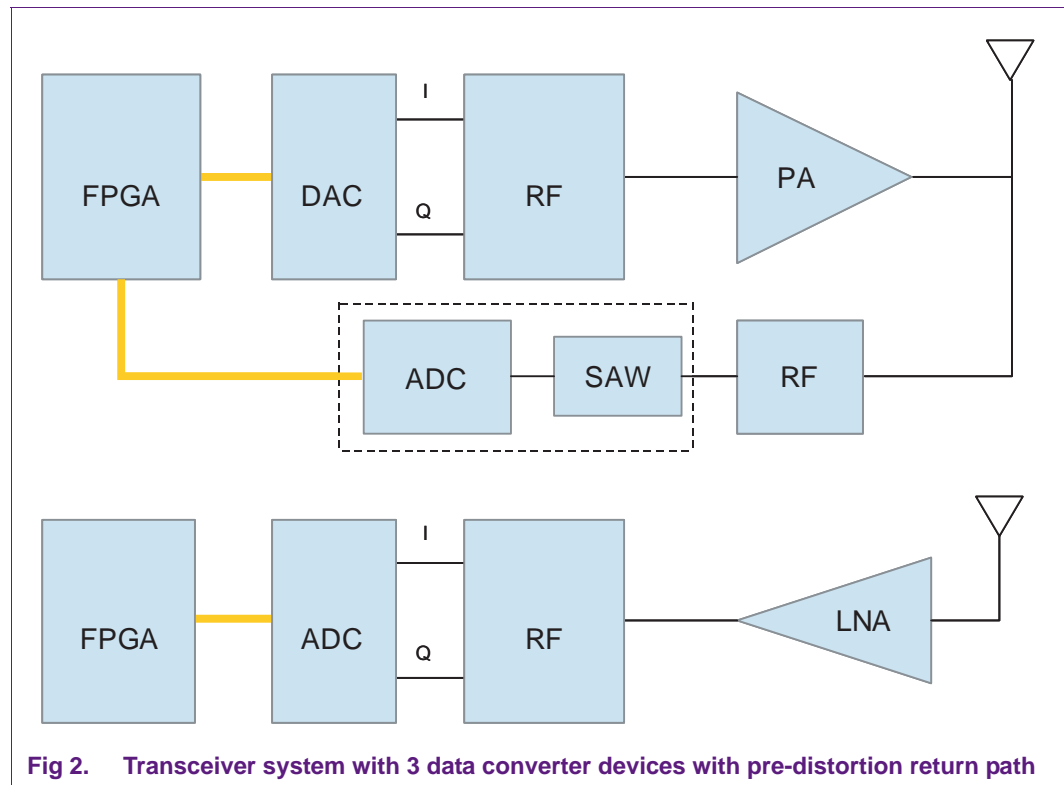 I
FPGA
DAC
RF
PA
Q
ADC
SAW
RF
I
FPGA
ADC
RF
LNA
Q
Fig 2. Transceiver system with 3 data converter devices with pre-distortion return path